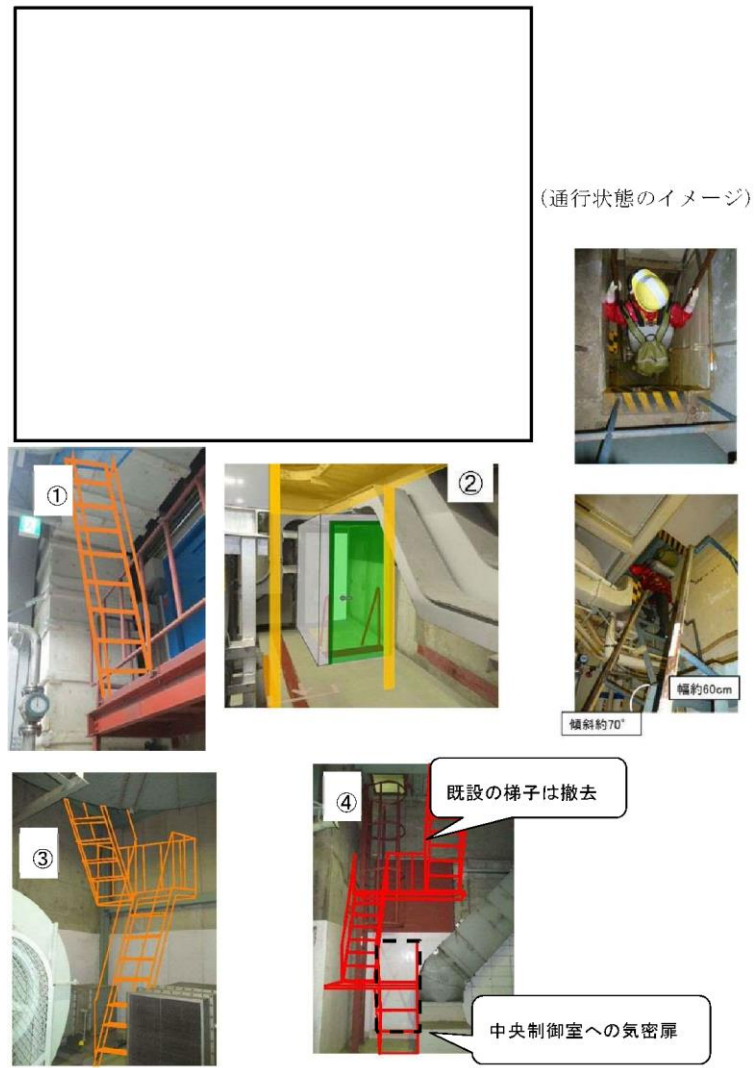 (通行状態のイメージ)
①
②
幅約60cm
傾斜約70°
③
④
既設の梯子は撤去
中央制御室への気密扉